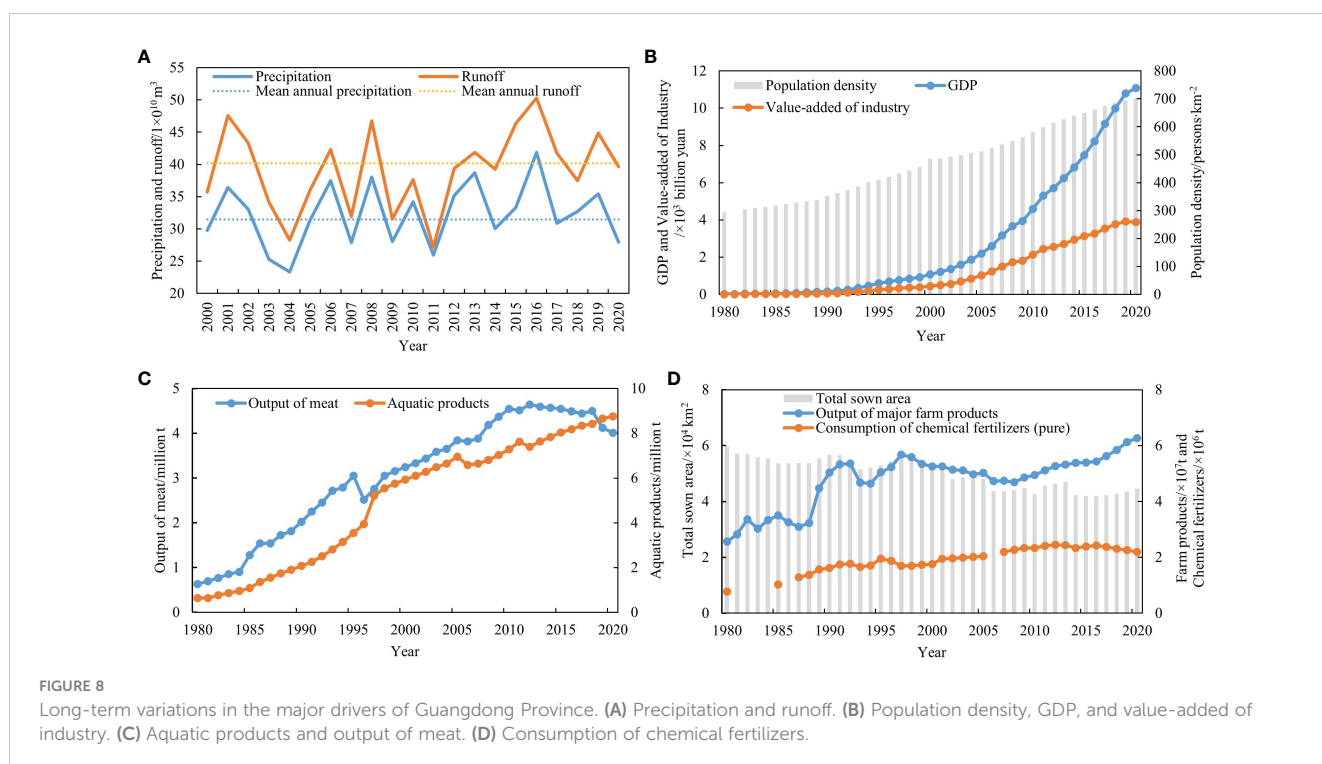 A
Precipitation and runoff/1×0¹⁰ m³
55
50
45
40
35
30
25
20
Precipitation
Runoff
Mean annual precipitation
Mean annual runoff
2000
2001
2002
2003
2004
2005
2006
2007
2008
2009
2010
2011
2012
2013
2014
2015
2016
2017
2018
2019
2020
Year
B
GDP and Value-added of Industry
/×10³ billion yuan
12
10
8
6
4
2
0
Population density
GDP
Value-added of industry
800
700
600
500
400
300
200
100
0
Population density/persons·km⁻²
1980
1985
1990
1995
2000
2005
2010
2015
2020
Year
C
Output of meat/million t
5
4
3
2
1
0
Output of meat
Aquatic products
10
8
6
4
2
0
Aquatic products/million t
1980
1985
1990
1995
2000
2005
2010
2015
2020
Year
D
Total sown area/×10⁴ km²
8
6
4
2
0
Total sown area
Output of major farm products
Consumption of chemical fertilizers (pure)
8
6
4
2
0
Farm products/×10⁷t and
Chemical fertilizers/×10⁶ t
1980
1985
1990
1995
2000
2005
2010
2015
2020
Year
FIGURE 8
Long-term variations in the major drivers of Guangdong Province. (A) Precipitation and runoff. (B) Population density, GDP, and value-added of
industry. (C) Aquatic products and output of meat. (D) Consumption of chemical fertilizers.